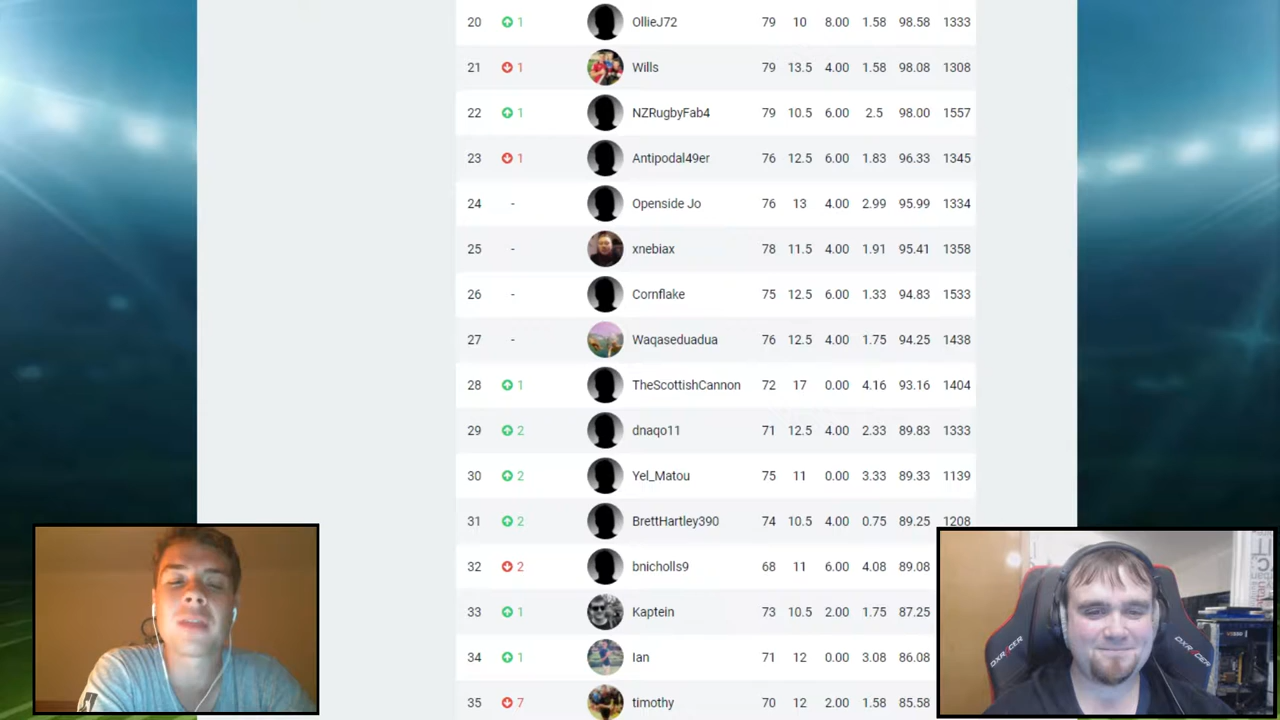 20 1 OllieJ72 79 10 8.00 1.58 98.58 1333
21 1 Wills 79 13.5 4.00 1.58 98.08 1308
22 1 NZRugbyFab4 79 10.5 6.00 2.5 98.00 1557
23 1 Antipodal49er 76 12.5 6.00 1.83 96.33 1345
24 - Openside Jo 76 13 4.00 2.99 95.99 1334
25 - xnebiax 78 11.5 4.00 1.91 95.41 1358
26 - Cornflake 75 12.5 6.00 1.33 94.83 1533
27 - Waqaseduadua 76 12.5 4.00 1.75 94.25 1438
28 1 TheScottishCannon 72 17 0.00 4.16 93.16 1404
29 2 dnaqo11 71 12.5 4.00 2.33 89.83 1333
30 2 Yel_Matou 75 11 0.00 3.33 89.33 1139
31 2 BrettHartley390 74 10.5 4.00 0.75 89.25 1208
32 2 bnicholls9 68 11 6.00 4.08 89.08
33 1 Kaptein 73 10.5 2.00 1.75 87.25
34 1 Ian 71 12 0.00 3.08 86.08
35 7 timothy 70 12 2.00 1.58 85.58
DXRACER
DXRACER